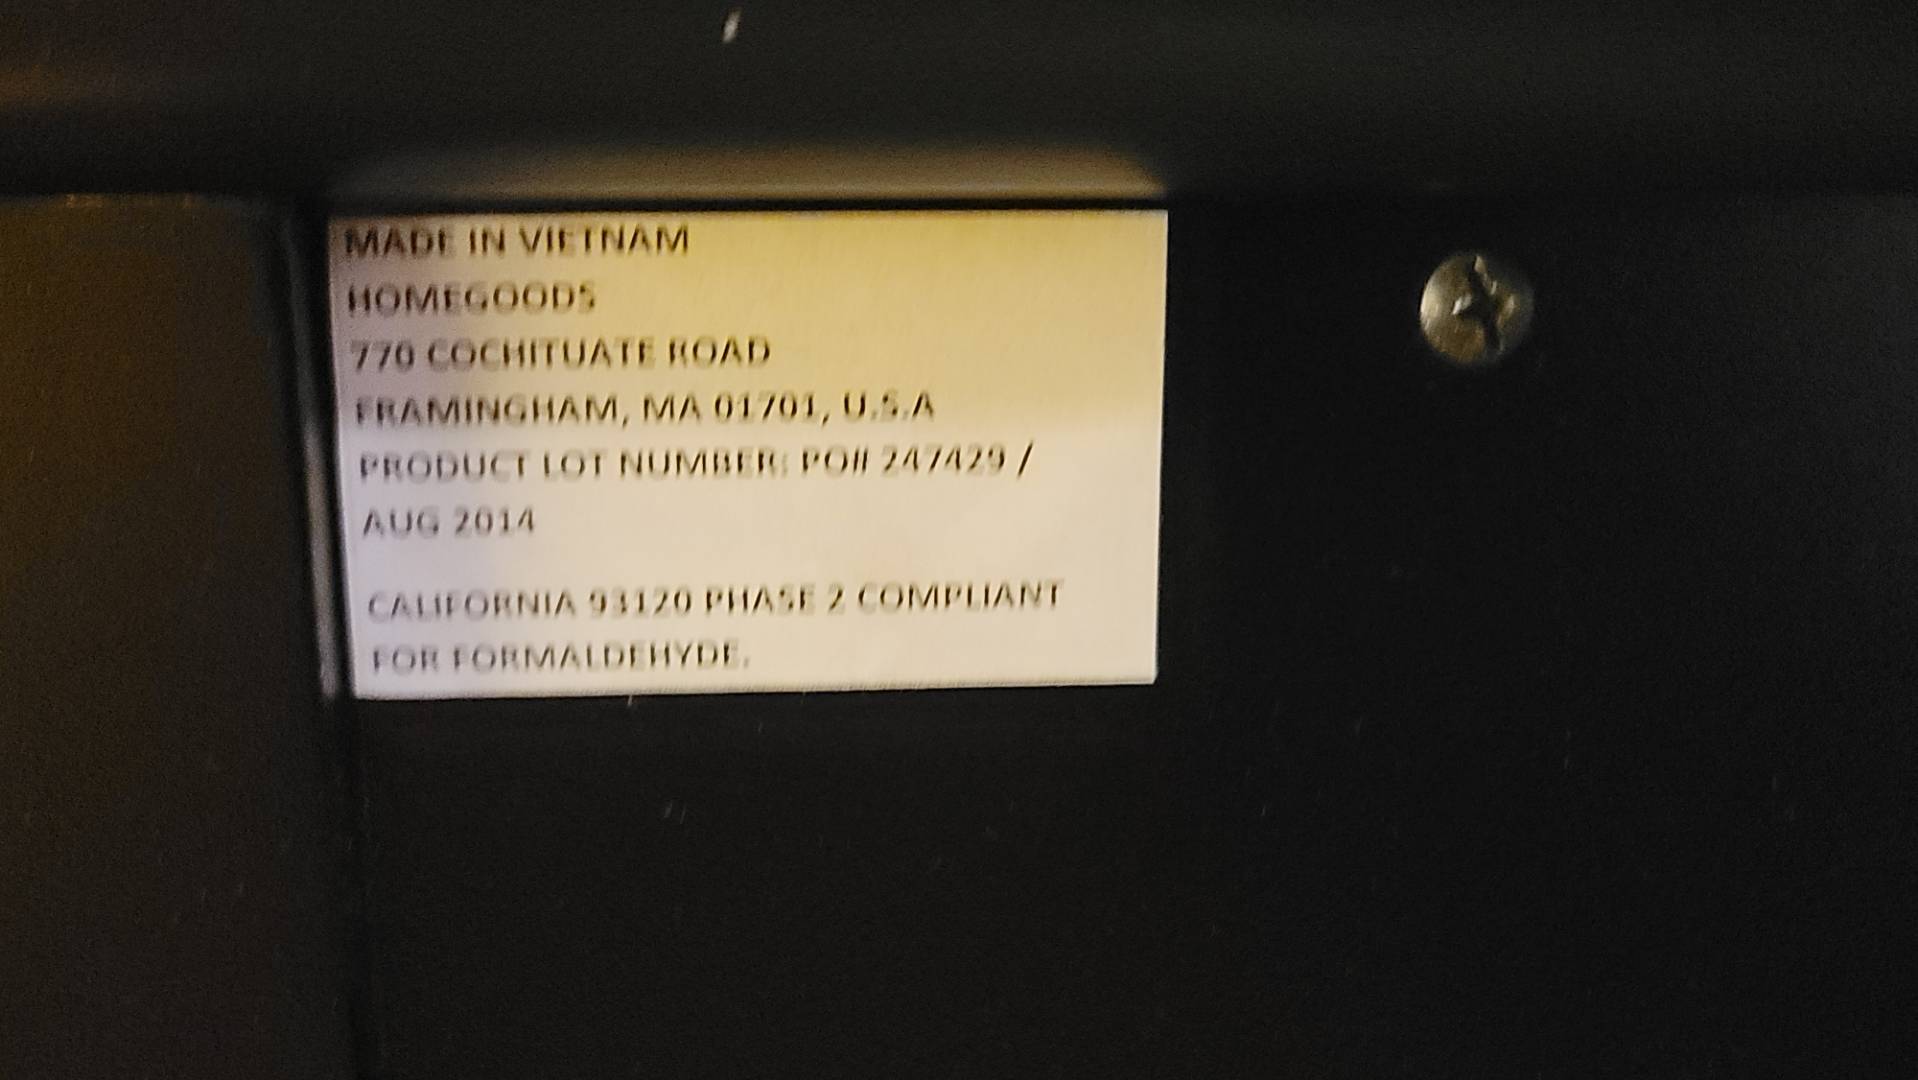 MADE IN VIETNAM
HOMEGOODS
770 COCHITUATE ROAD
FRAMINGHAM, MA 01701, U.S.A
PRODUCT LOT NUMBER: PO# 247429 /
AUG 2014
CALIFORNIA 93120 PHASE 2 COMPLIANT
FOR FORMALDEHYDE.